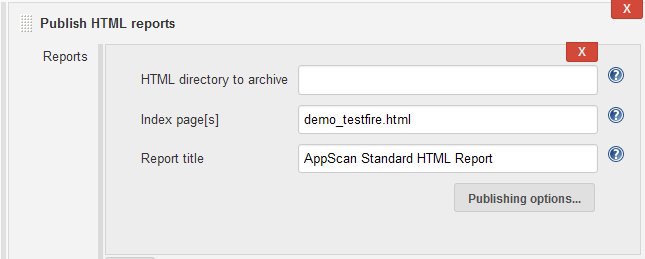 X
Publish HTML reports
Reports
X
HTML directory to archive
?
Index page[s]
demo_testfire.html
?
Report title
AppScan Standard HTML Report
?
Publishing options...